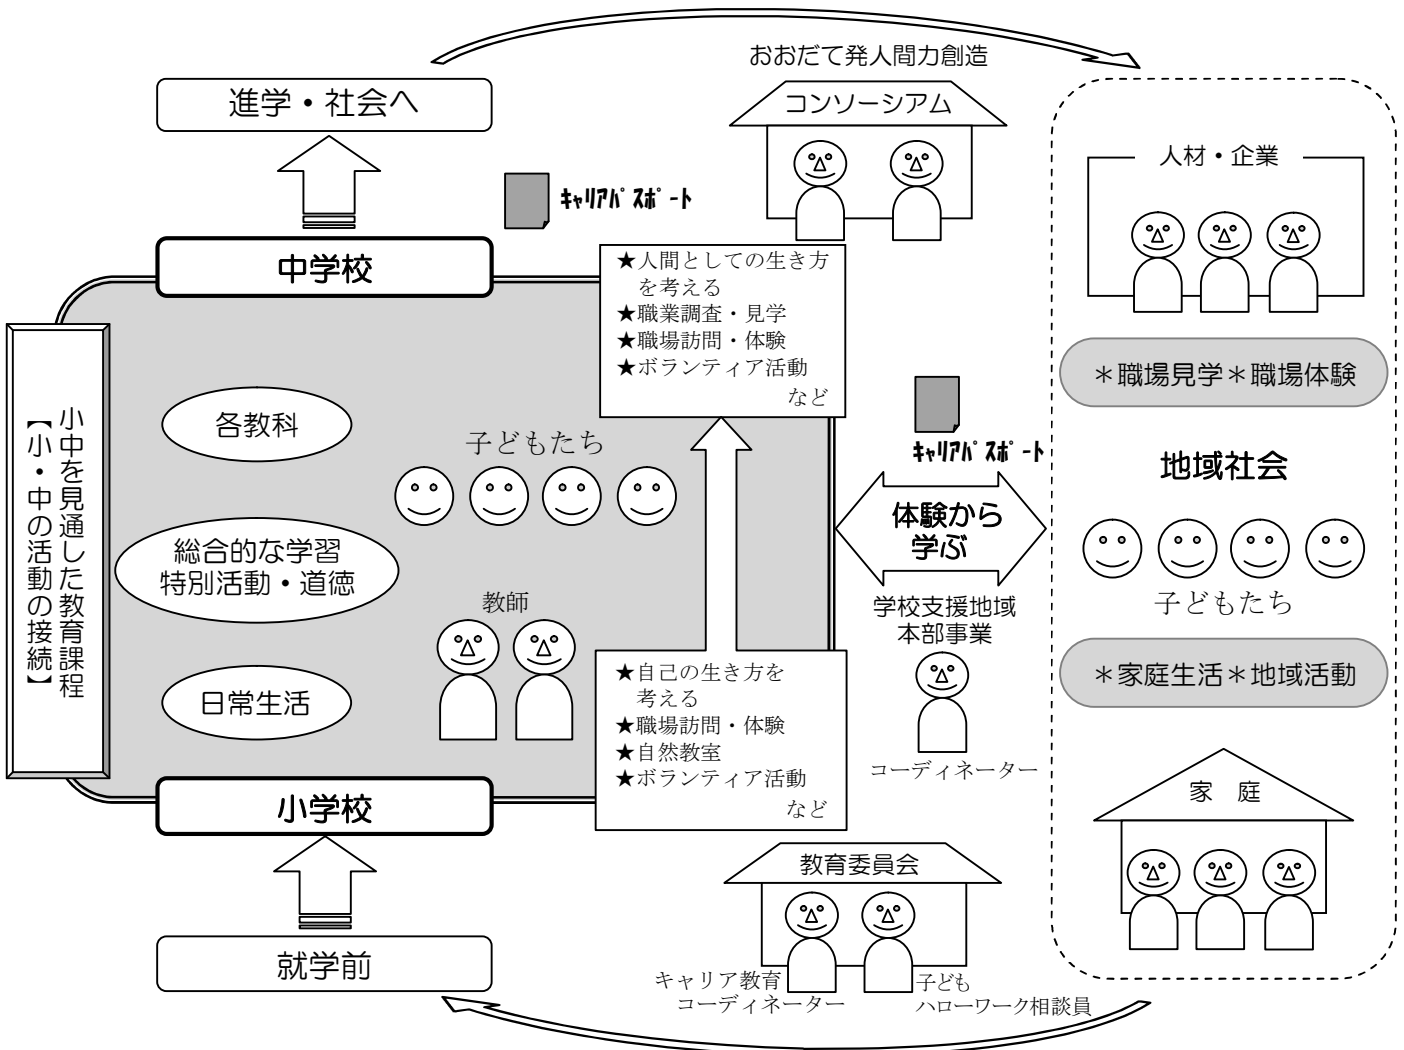 おおだて発人間力創造
コンソーシアム
進学・社会へ
人材・企業
キャリアパスポート
中学校
★人間としての生き方
を考える
★職業調査・見学
★職場訪問・体験
★ボランティア活動
など
＊職場見学＊職場体験
小中を見通した教育課程
【小・中の活動の接続】
各教科
子どもたち
キャリアパスポート
地域社会
体験から
学ぶ
総合的な学習
特別活動・道徳
子どもたち
教師
学校支援地域
本部事業
★自己の生き方を
考える
★職場訪問・体験
★自然教室
★ボランティア活動
など
＊家庭生活＊地域活動
日常生活
コーディネーター
小学校
家　庭
教育委員会
就学前
キャリア教育
コーディネーター
子ども
ハローワーク相談員